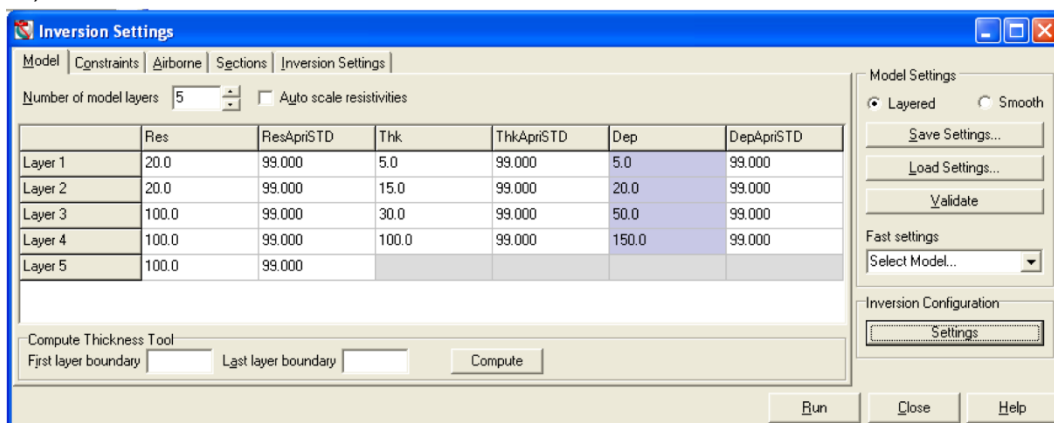 Inversion Settings
Model Constraints Airborne Sections Inversion Settings
Number of model layers 5 Auto scale resistivities
Res ResApriSTD Thk ThkApriSTD Dep DepApriSTD
Layer 1 20.0 99.000 5.0 99.000 5.0 99.000
Layer 2 20.0 99.000 15.0 99.000 20.0 99.000
Layer 3 100.0 99.000 30.0 99.000 50.0 99.000
Layer 4 100.0 99.000 100.0 99.000 150.0 99.000
Layer 5 100.0 99.000
Compute Thickness Tool
First layer boundary Last layer boundary Compute
Model Settings
Layered Smooth
Save Settings...
Load Settings...
Validate
Fast settings
Select Model...
Inversion Configuration
Settings
Run Close Help